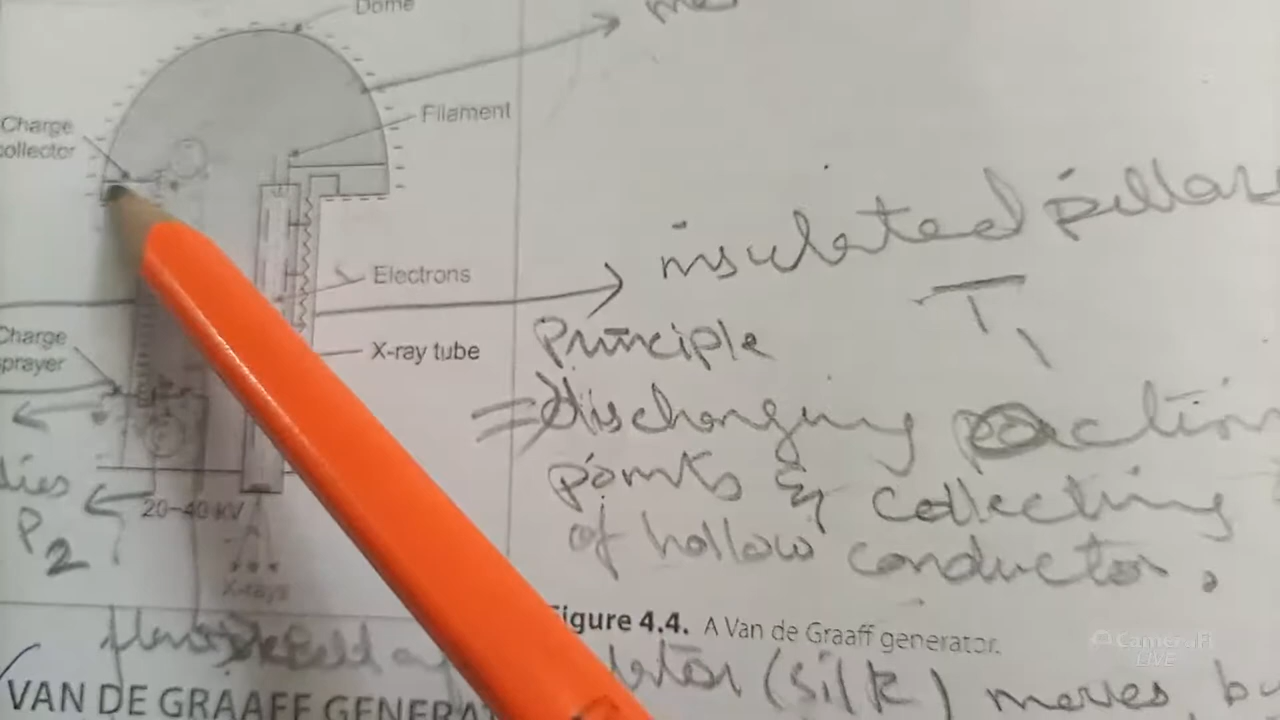 Dome
Charge
collector
Filament
insulated pillars
T1
Electrons
Charge
sprayer
X-ray tube
Principle
=> discharging action
points & collecting
of hollow conductor.
20-40 kV
P2
X-rays
Figure 4.4. A Van de Graaff generator.
(silk) moves
VAN DE GRAAFF GENERA
CameraFi
LIVE